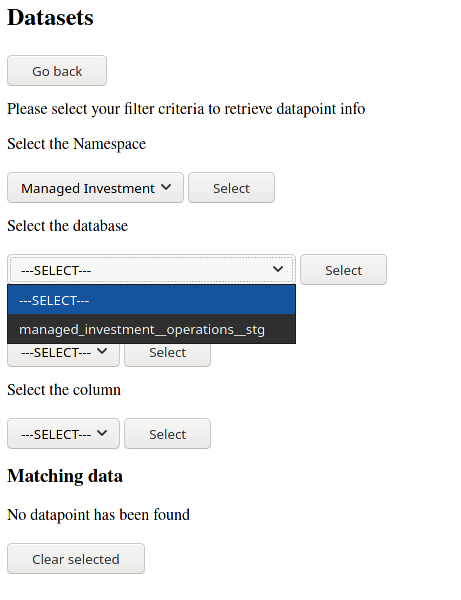 Datasets
Go back
Please select your filter criteria to retrieve datapoint info
Select the Namespace
Managed Investment Select
Select the database
---SELECT--- Select
---SELECT---
managed_investment__operations__stg
---SELECT--- Select
Select the column
---SELECT--- Select
Matching data
No datapoint has been found
Clear selected